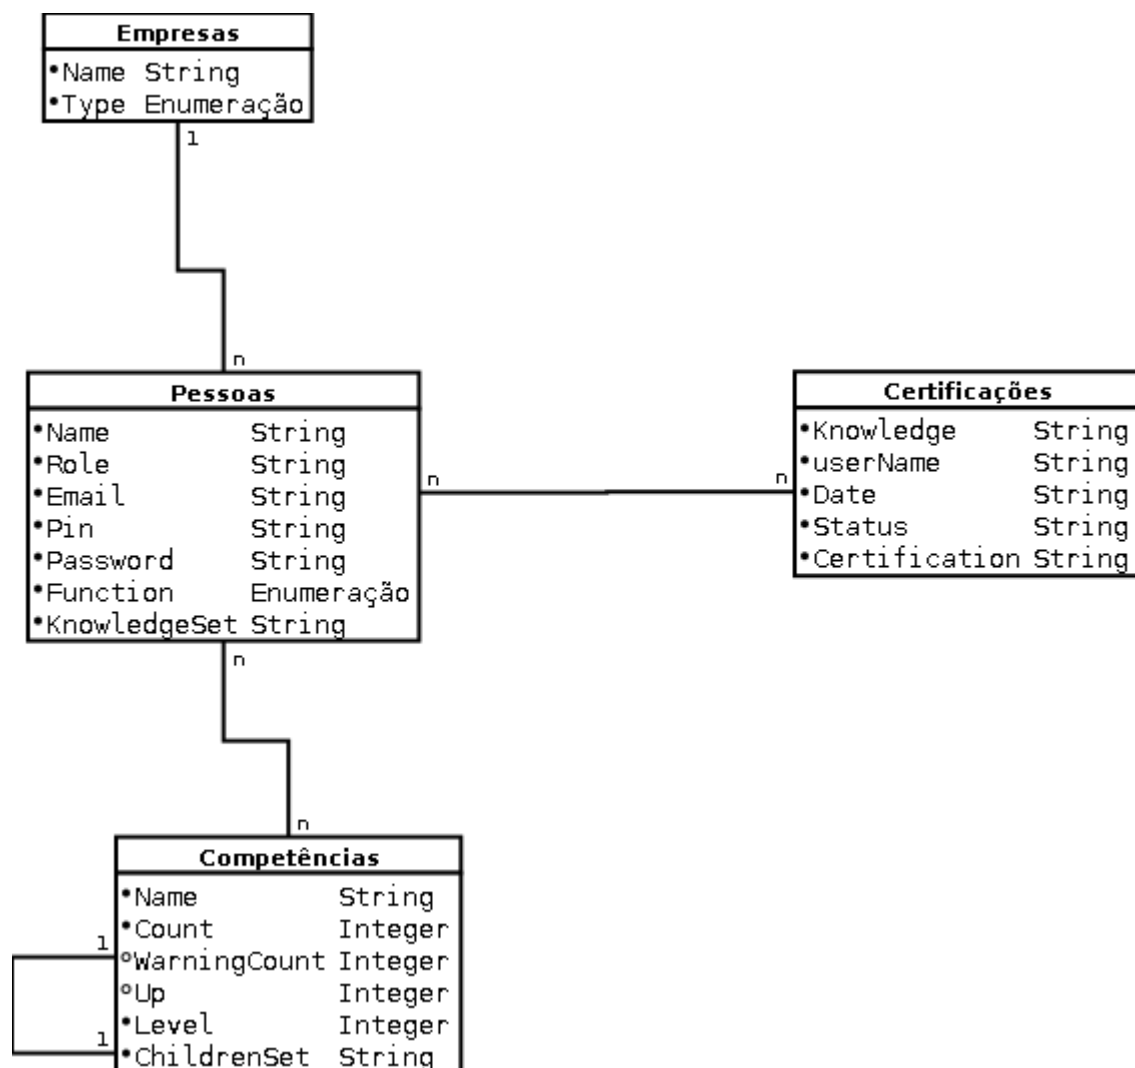 Empresas
•Name String
•Type Enumeração
1
n
Pessoas
•Name String
•Role String
•Email String
•Pin String
•Password String
•Function Enumeração
•KnowledgeSet String
n
n
Certificações
•Knowledge String
•userName String
•Date String
•Status String
•Certification String
n
n
Competências
•Name String
•Count Integer
1
°WarningCount Integer
°Up Integer
•Level Integer
1
•ChildrenSet String